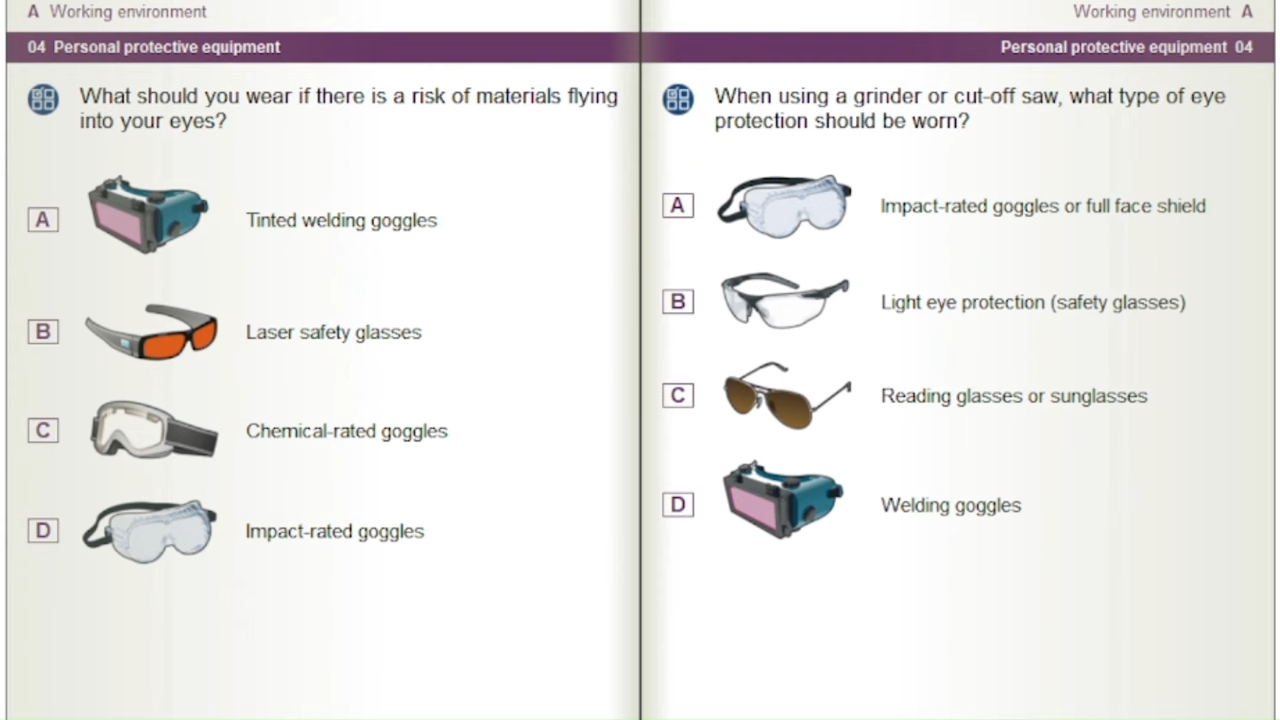 A Working environment
04 Personal protective equipment
What should you wear if there is a risk of materials flying
into your eyes?
A Tinted welding goggles
B Laser safety glasses
C Chemical-rated goggles
D Impact-rated goggles
Working environment A
Personal protective equipment 04
When using a grinder or cut-off saw, what type of eye
protection should be worn?
A Impact-rated goggles or full face shield
B Light eye protection (safety glasses)
C Reading glasses or sunglasses
D Welding goggles